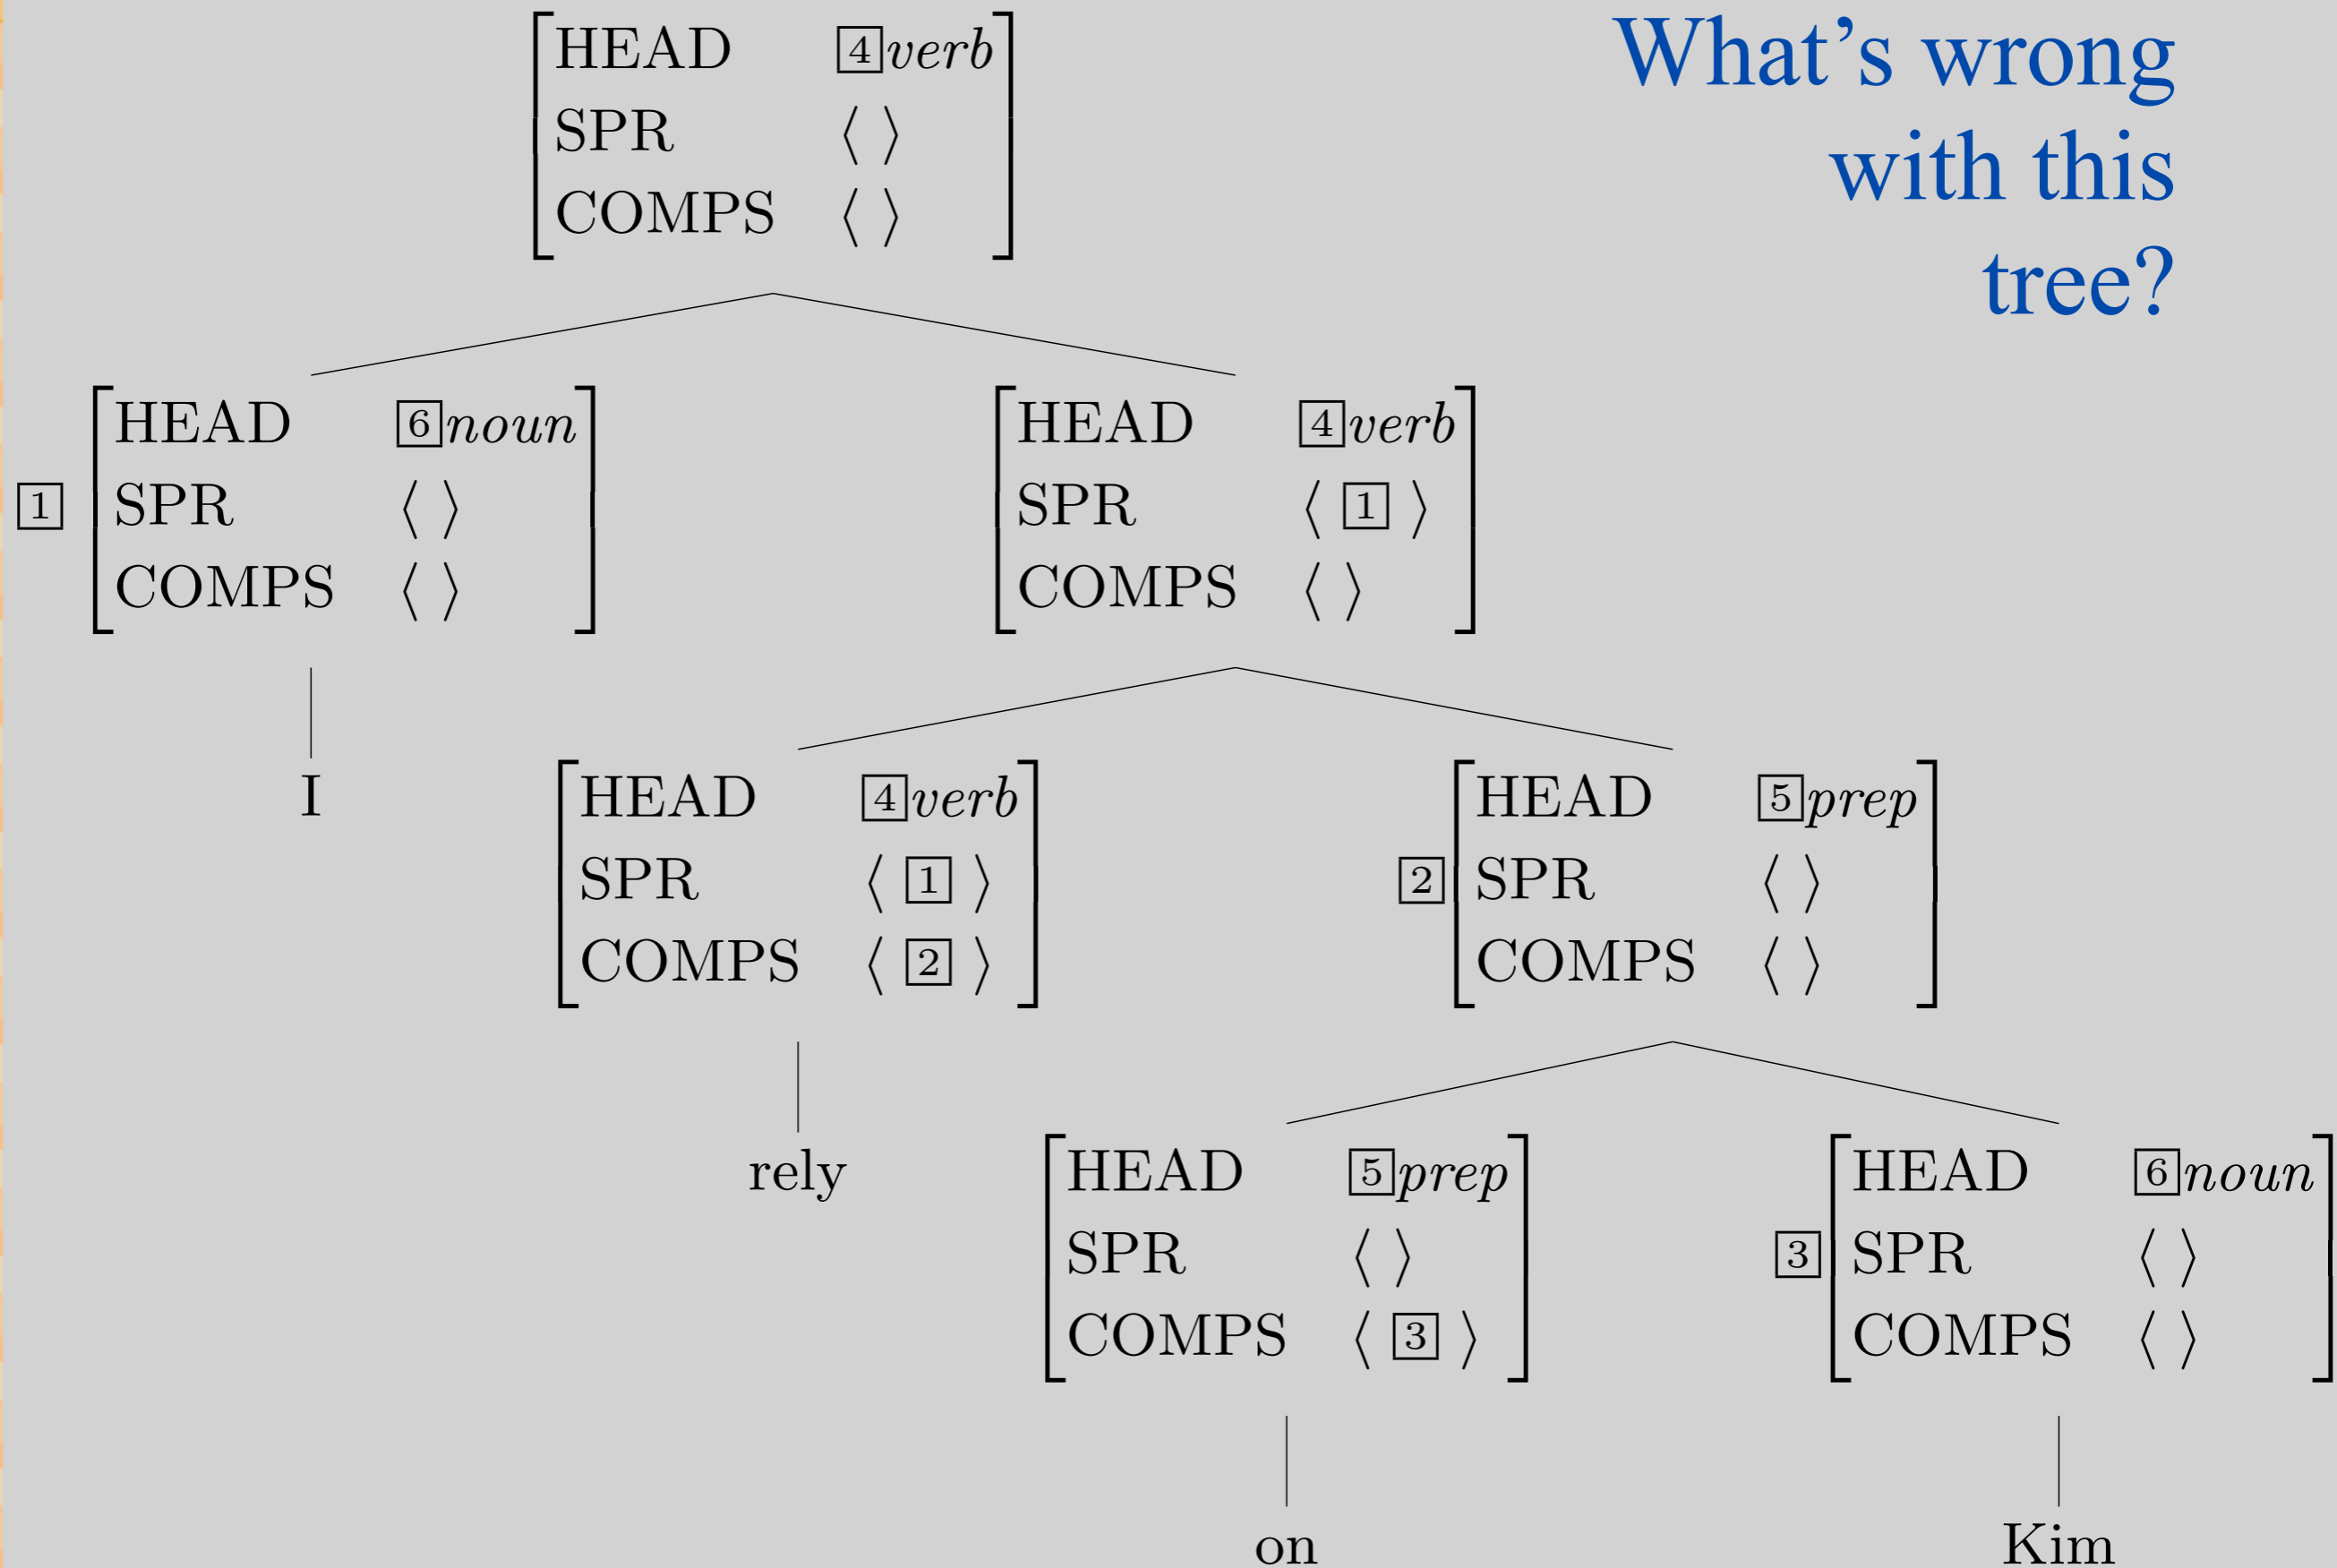 What's wrong
with this
tree?
HEAD 4 verb
SPR ⟨ ⟩
COMPS ⟨ ⟩
1
HEAD 6 noun
SPR ⟨ ⟩
COMPS ⟨ ⟩
HEAD 4 verb
SPR ⟨ 1 ⟩
COMPS ⟨ ⟩
I
HEAD 4 verb
SPR ⟨ 1 ⟩
COMPS ⟨ 2 ⟩
2
HEAD 5 prep
SPR ⟨ ⟩
COMPS ⟨ ⟩
rely
HEAD 5 prep
SPR ⟨ ⟩
COMPS ⟨ 3 ⟩
3
HEAD 6 noun
SPR ⟨ ⟩
COMPS ⟨ ⟩
on
Kim